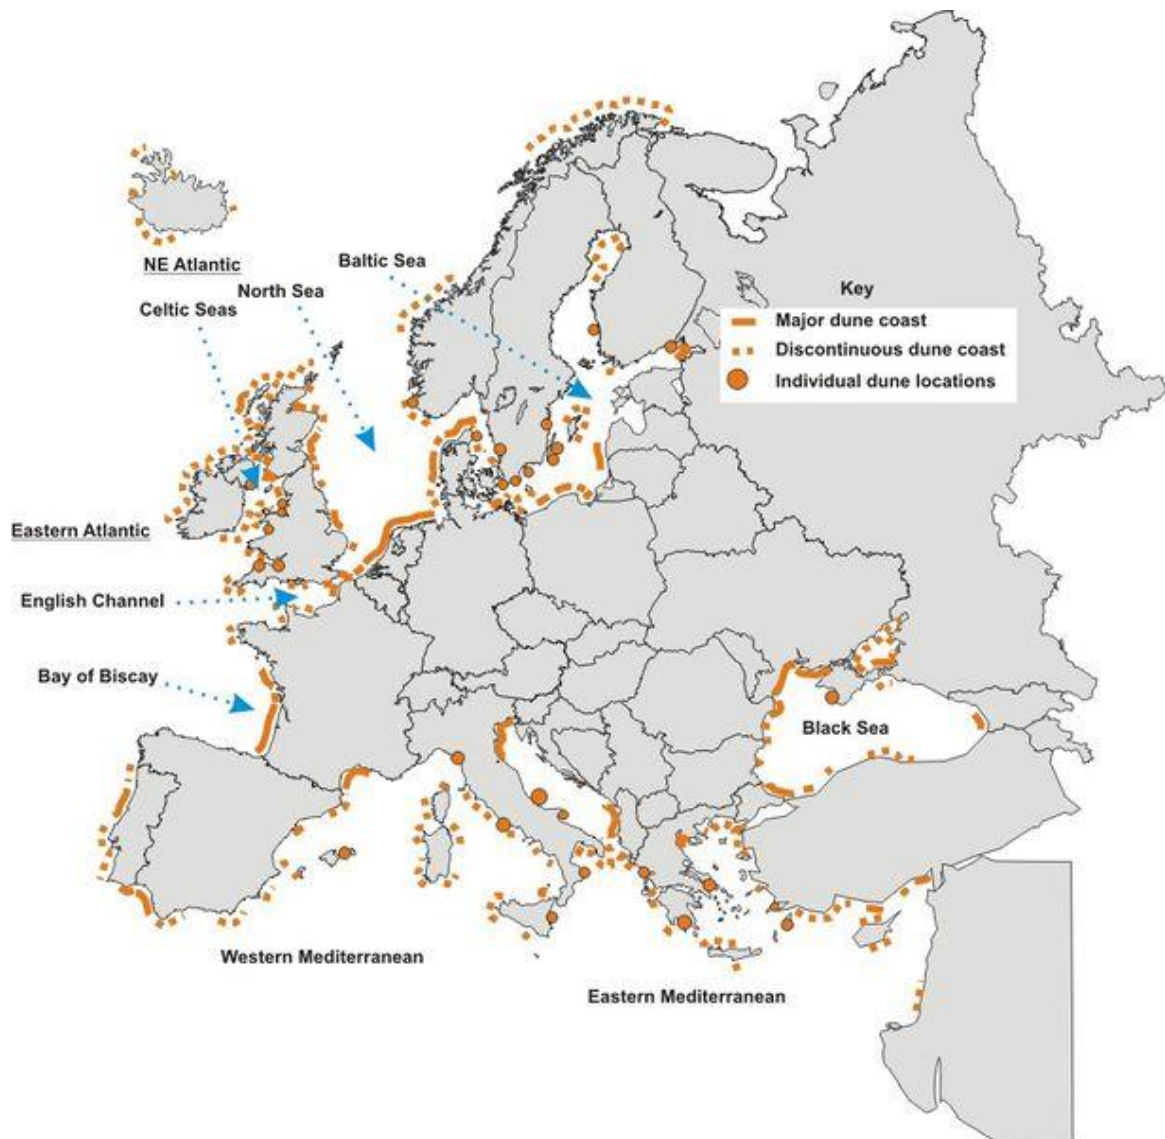 NE Atlantic
Baltic Sea
North Sea
Celtic Seas
Key
Major dune coast
Discontinuous dune coast
Individual dune locations
Eastern Atlantic
English Channel
Bay of Biscay
Black Sea
Western Mediterranean
Eastern Mediterranean